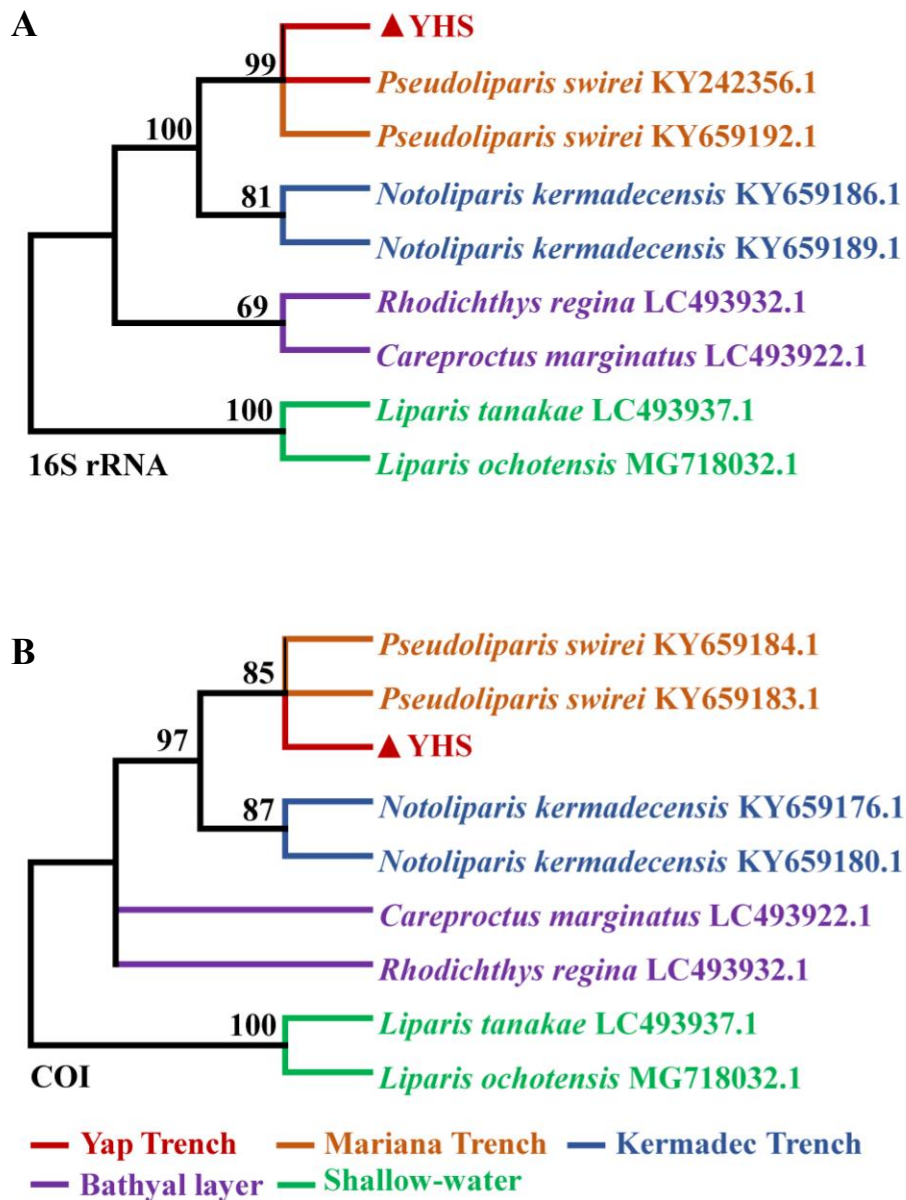 A
▲YHS
99
Pseudoliparis swirei KY242356.1
Pseudoliparis swirei KY659192.1
100
81
Notoliparis kermadecensis KY659186.1
Notoliparis kermadecensis KY659189.1
69
Rhodichthys regina LC493932.1
Careproctus marginatus LC493922.1
100
Liparis tanakae LC493937.1
Liparis ochotensis MG718032.1
16S rRNA
B
Pseudoliparis swirei KY659184.1
85
Pseudoliparis swirei KY659183.1
97
▲YHS
87
Notoliparis kermadecensis KY659176.1
Notoliparis kermadecensis KY659180.1
Careproctus marginatus LC493922.1
Rhodichthys regina LC493932.1
100
Liparis tanakae LC493937.1
Liparis ochotensis MG718032.1
COI
Yap Trench Mariana Trench Kermadec Trench
Bathyal layer Shallow-water